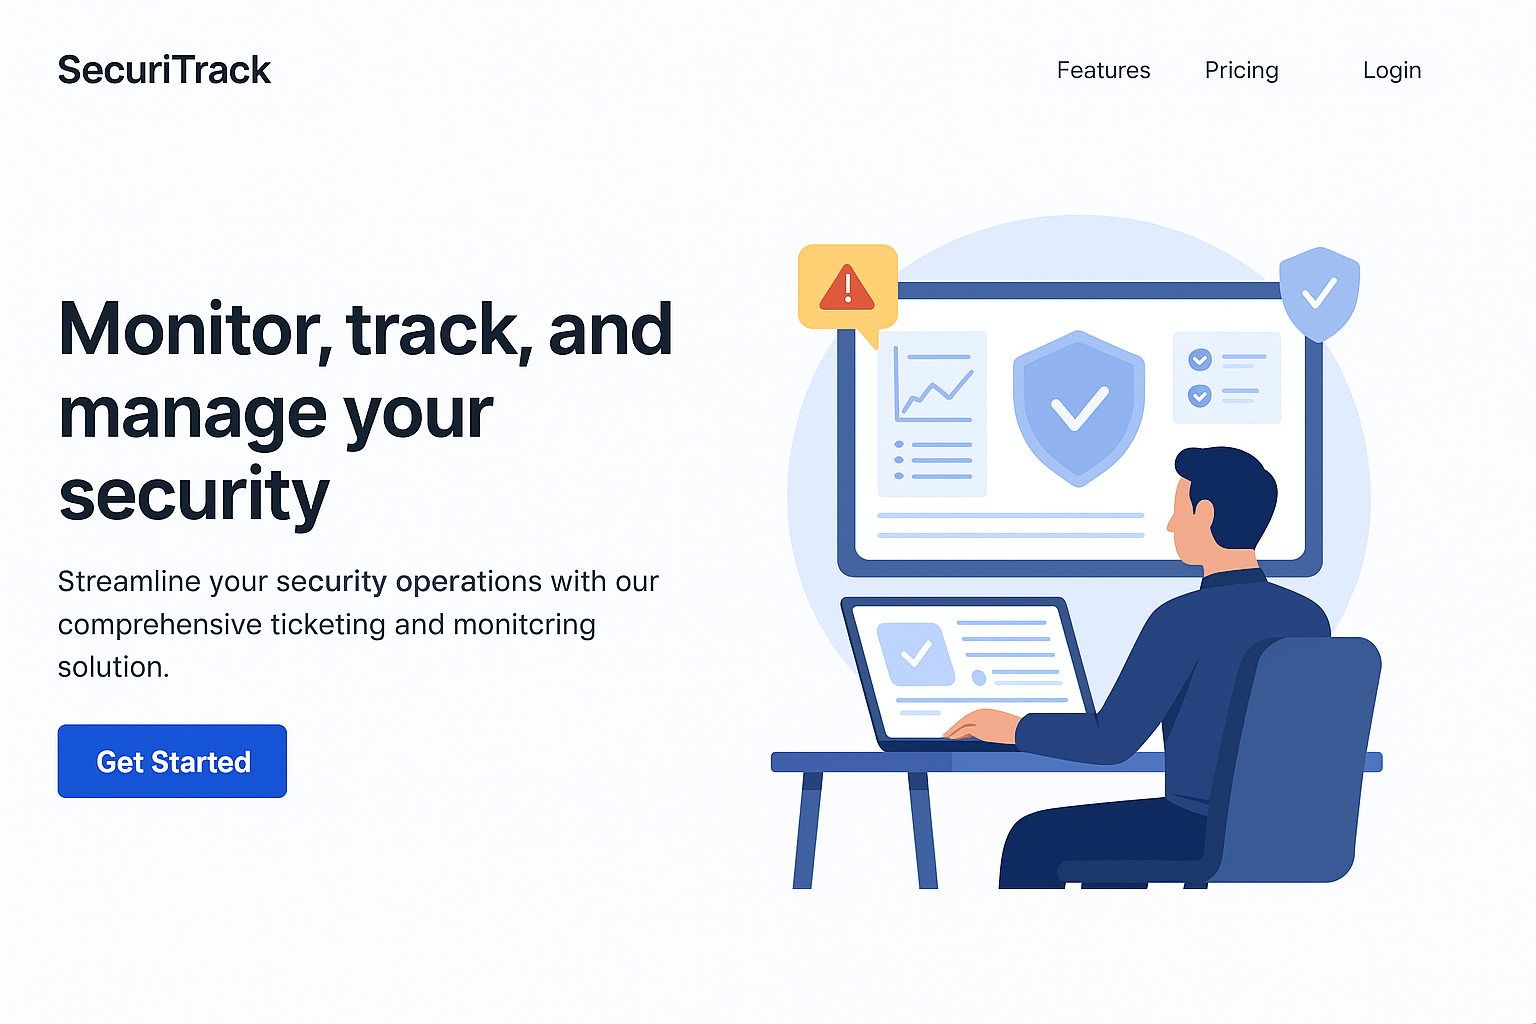 SecuriTrack
Features Pricing Login
Monitor, track, and
manage your
security
Streamline your security operations with our
comprehensive ticketing and monitcring
solution.
Get Started